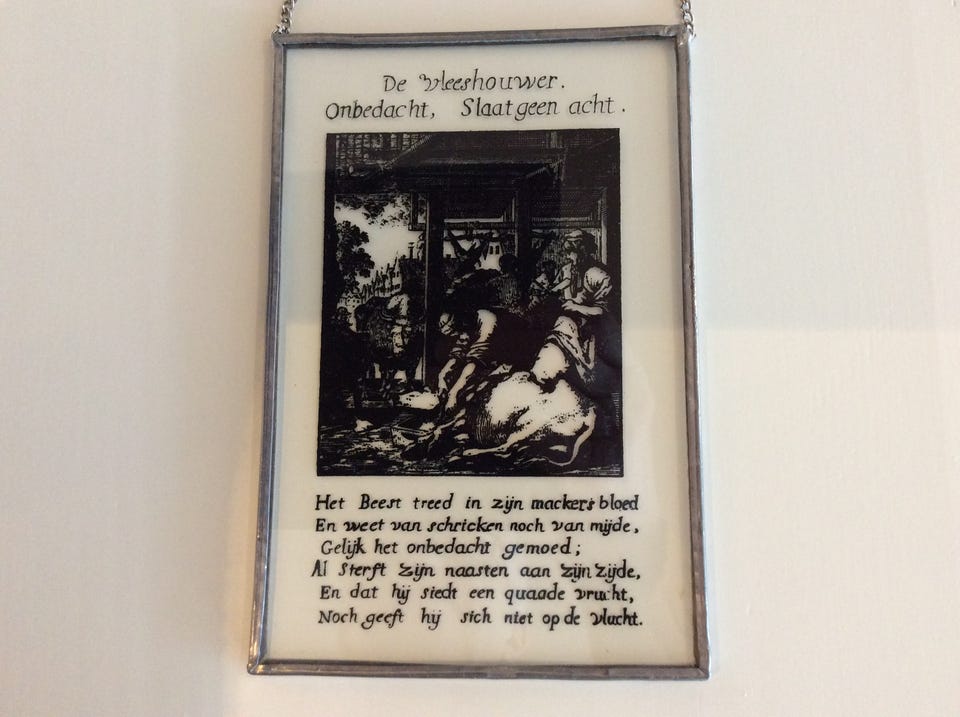 De Vleeshouwer.
Onbedacht, Slaat geen acht.
Het Beest treed in zijn mackers bloed
En weet van schricken noch van mijde,
Gelijk het onbedacht gemoed;
Al Sterft zijn naasten aan zijn zijde,
En dat hij siedt een quaade vrucht,
Noch geeft hij sich niet op de vlucht.